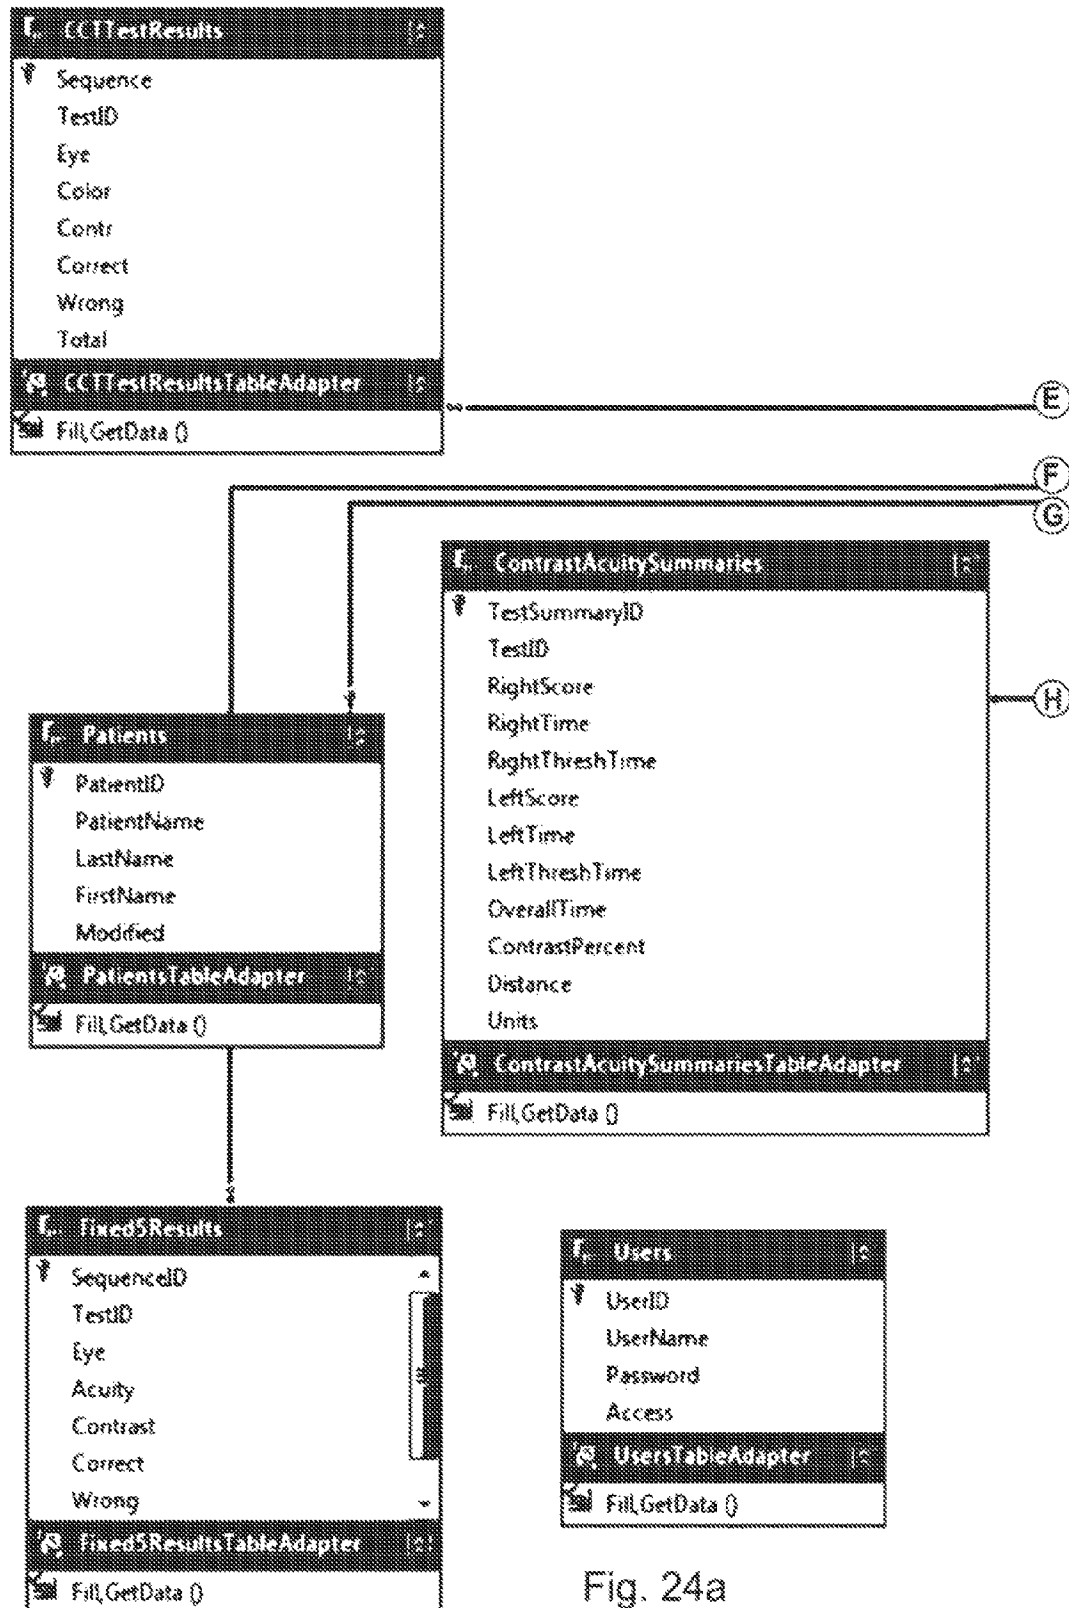 CCTTestResults
Sequence
TestID
Eye
Color
Contr
Correct
Wrong
Total
CCTTestResultsTableAdapter
Fill,GetData ()
E
F
G
ContrastAcuitySummaries
TestSummaryID
TestID
RightScore
RightTime
RightThreshTime
LeftScore
LeftTime
LeftThreshTime
OverallTime
ContrastPercent
Distance
Units
ContrastAcuitySummariesTableAdapter
Fill,GetData ()
H
Patients
PatientID
PatientName
LastName
FirstName
Modified
PatientsTableAdapter
Fill,GetData ()
Fixed5Results
SequenceID
TestID
Eye
Acuity
Contrast
Correct
Wrong
Fixed5ResultsTableAdapter
Fill,GetData ()
Users
UserID
UserName
Password
Access
UsersTableAdapter
Fill,GetData ()
Fig. 24a